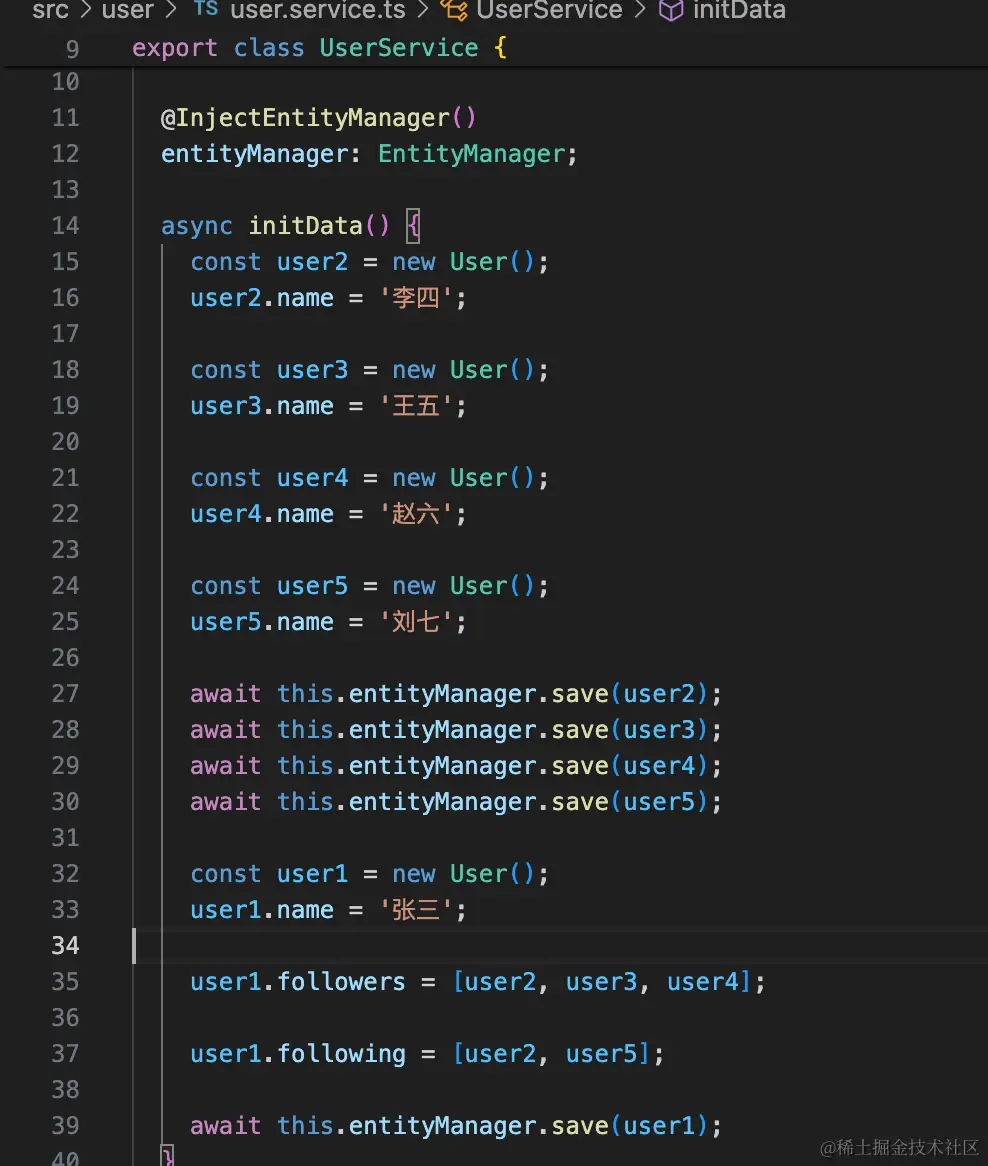 src > user > TS user.service.ts > UserService > initData
9 export class UserService {
10
11 @InjectEntityManager()
12 entityManager: EntityManager;
13
14 async initData() {
15 const user2 = new User();
16 user2.name = '李四';
17
18 const user3 = new User();
19 user3.name = '王五';
20
21 const user4 = new User();
22 user4.name = '赵六';
23
24 const user5 = new User();
25 user5.name = '刘七';
26
27 await this.entityManager.save(user2);
28 await this.entityManager.save(user3);
29 await this.entityManager.save(user4);
30 await this.entityManager.save(user5);
31
32 const user1 = new User();
33 user1.name = '张三';
34
35 user1.followers = [user2, user3, user4];
36
37 user1.following = [user2, user5];
38
39 await this.entityManager.save(user1);
40 }
@稀土掘金技术社区